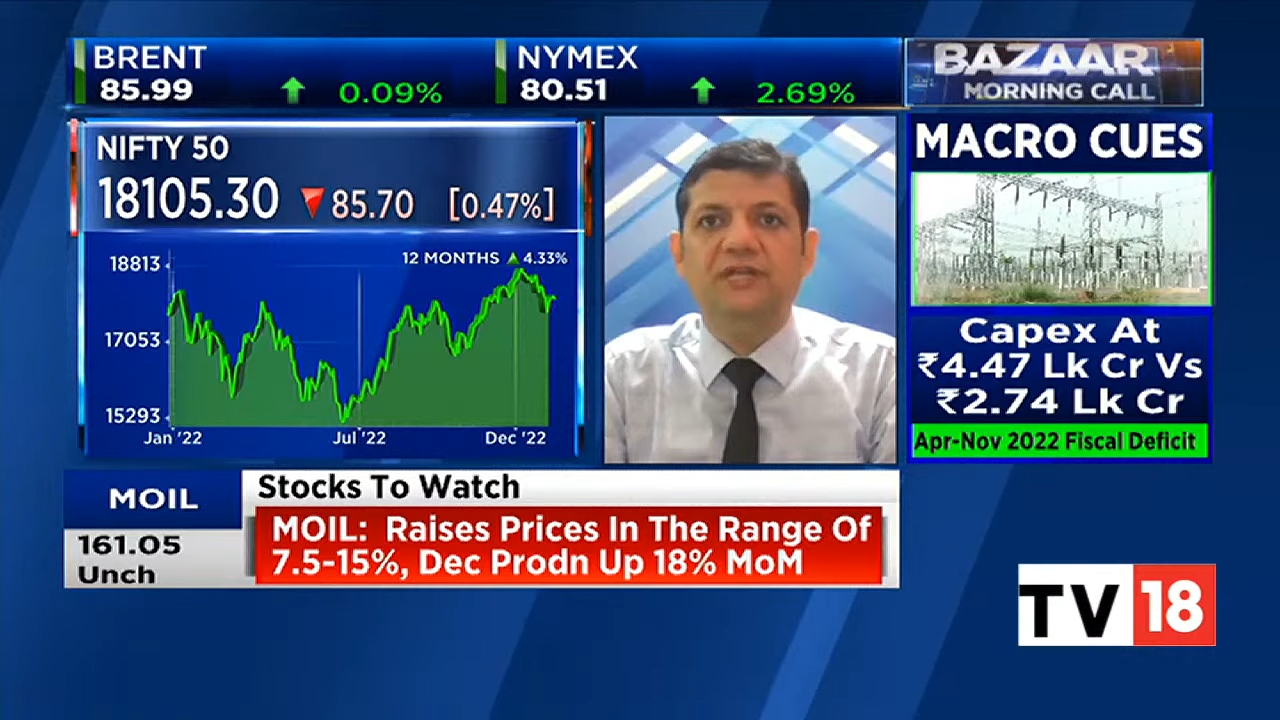 BRENT
85.99 0.09%
NYMEX
80.51 2.69%
BAZAAR
MORNING CALL
NIFTY 50
18105.30 85.70 [0.47%]
12 MONTHS 4.33%
18813
17053
15293
Jan '22 Jul '22 Dec '22
MACRO CUES
Capex At
₹4.47 Lk Cr Vs
₹2.74 Lk Cr
Apr-Nov 2022 Fiscal Deficit
MOIL
161.05
Unch
Stocks To Watch
MOIL: Raises Prices In The Range Of
7.5-15%, Dec Prodn Up 18% MoM
TV18